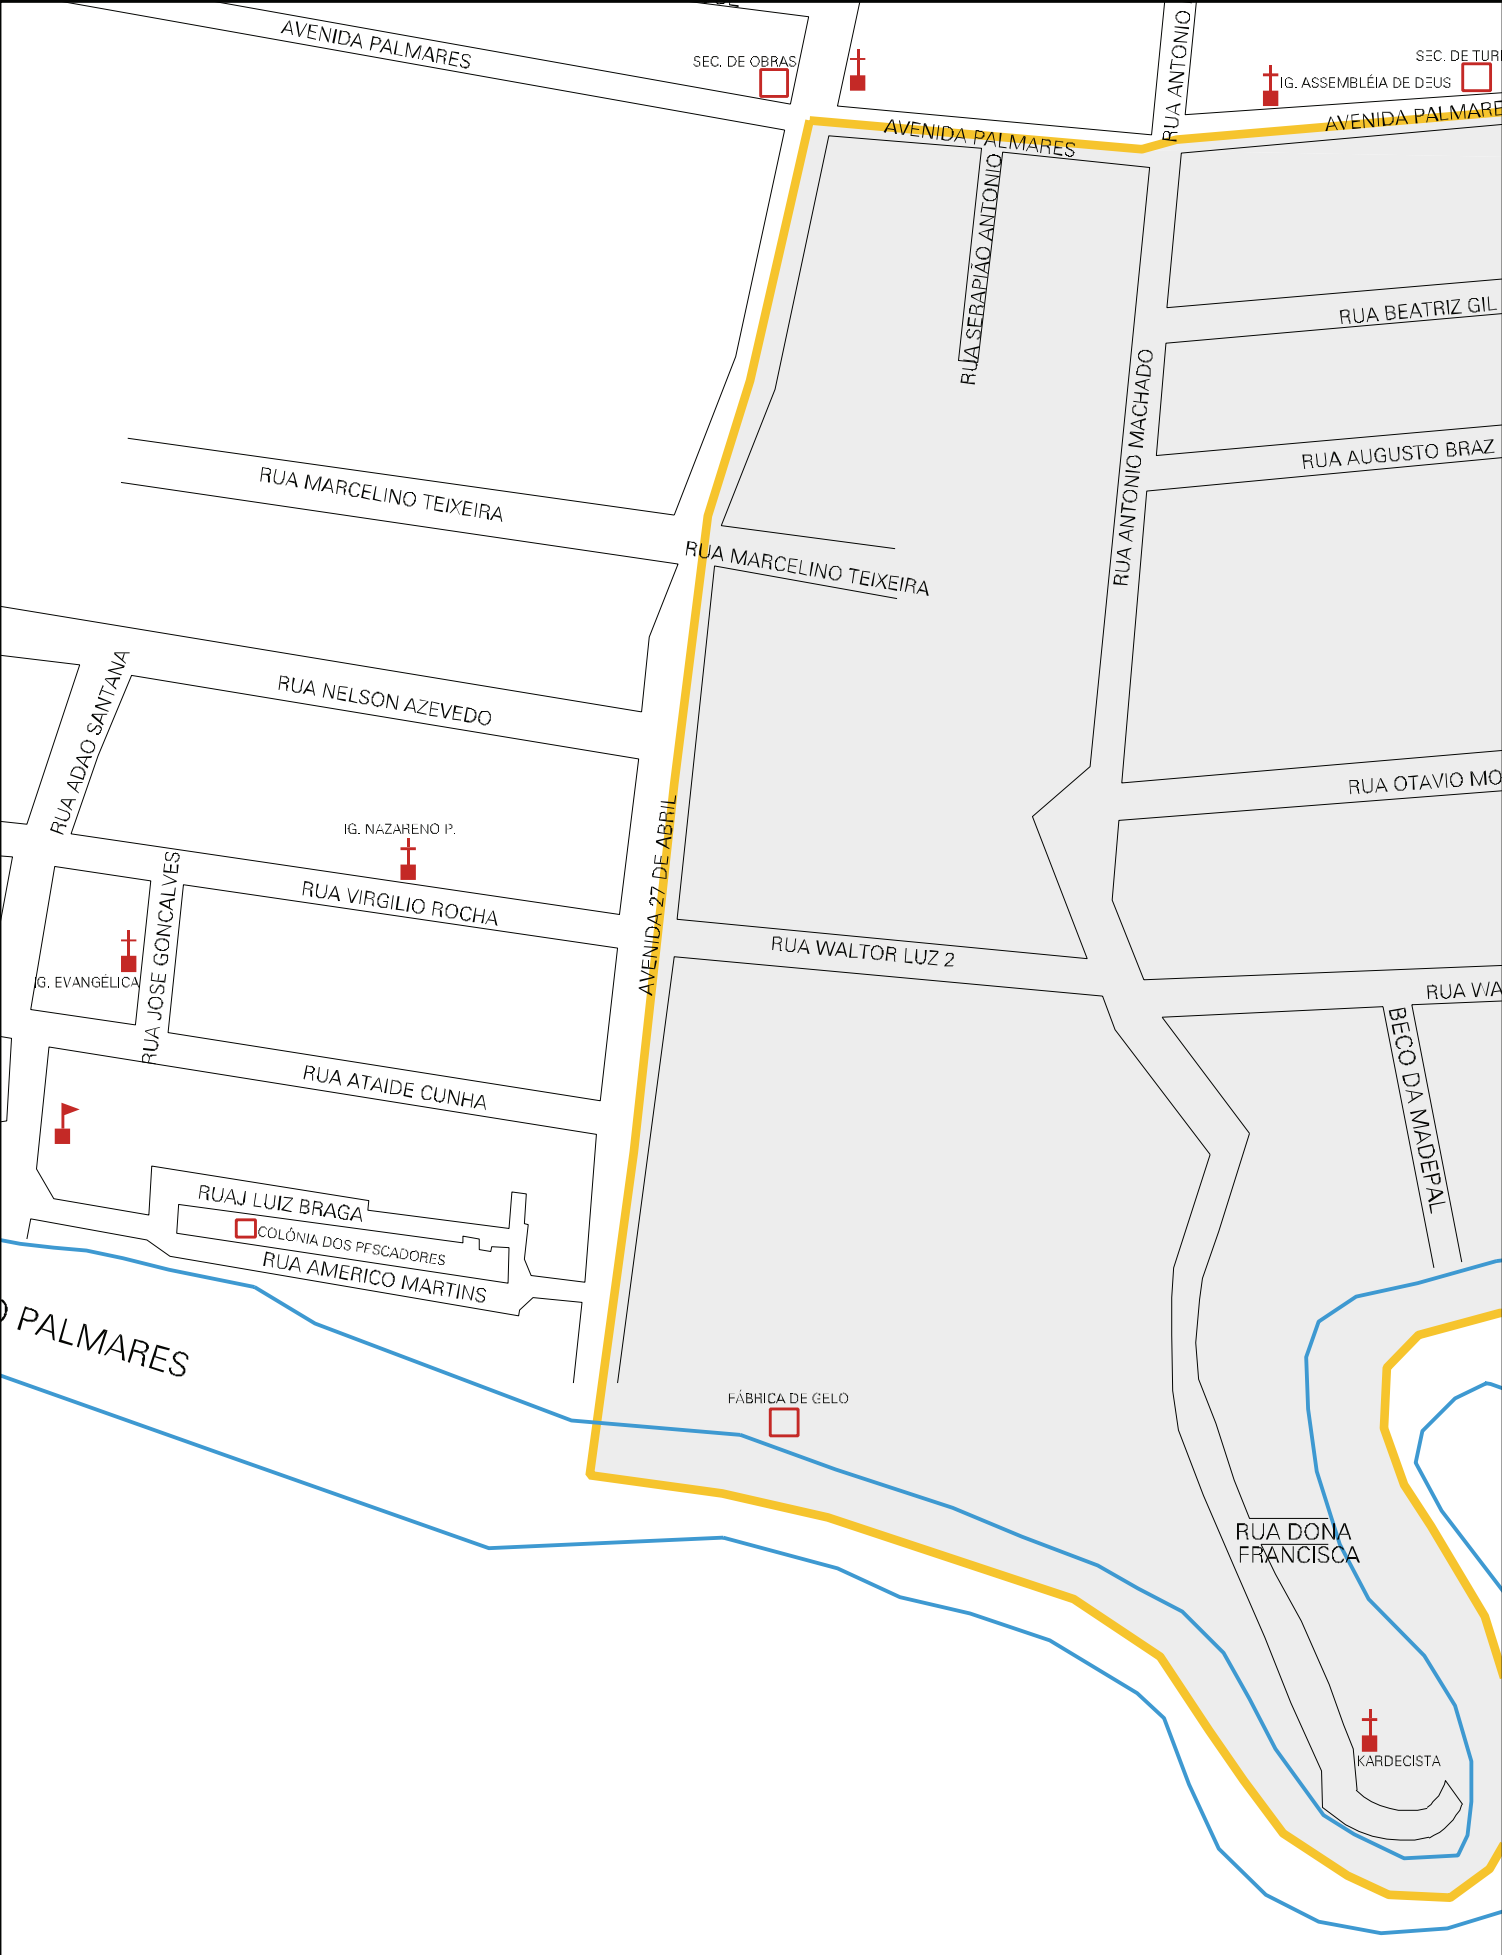 AVENIDA PALMARES
SEC. DE OBRAS
RUA ANTONIO
SEC. DE TURI
IG. ASSEMBLÉIA DE DEUS
AVENIDA PALMARE
AVENIDA PALMARES
RUA SERAPIÃO ANTONIO
RUA BEATRIZ GIL
RUA ANTONIO MACHADO
RUA AUGUSTO BRAZ
RUA MARCELINO TEIXEIRA
RUA MARCELINO TEIXEIRA
RUA ADAO SANTANA
RUA NELSON AZEVEDO
RUA OTAVIO MO
IG. NAZARENO P.
AVENIDA 27 DE ABRIL
RUA VIRGILIO ROCHA
RUA JOSE GONCALVES
IG. EVANGÉLICA
RUA WALTOR LUZ 2
RUA WA
BECO DA MADEPAL
RUA ATAIDE CUNHA
RUAJ LUIZ BRAGA
COLÔNIA DOS PESCADORES
RUA AMERICO MARTINS
O PALMARES
FÁBRICA DE GELO
RUA DONA
FRANCISCA
KARDECISTA